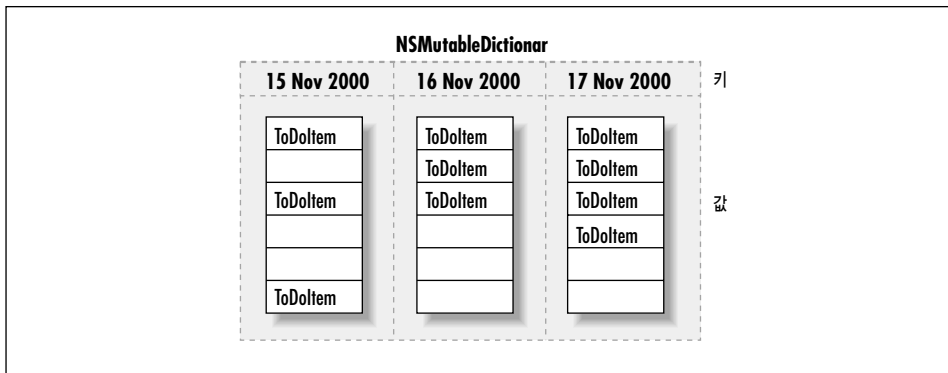 NSMutableDictionar
15 Nov 2000 16 Nov 2000 17 Nov 2000 키
ToDoItem ToDoItem ToDoItem
ToDoItem ToDoItem
ToDoItem ToDoItem ToDoItem
값
ToDoItem
ToDoItem